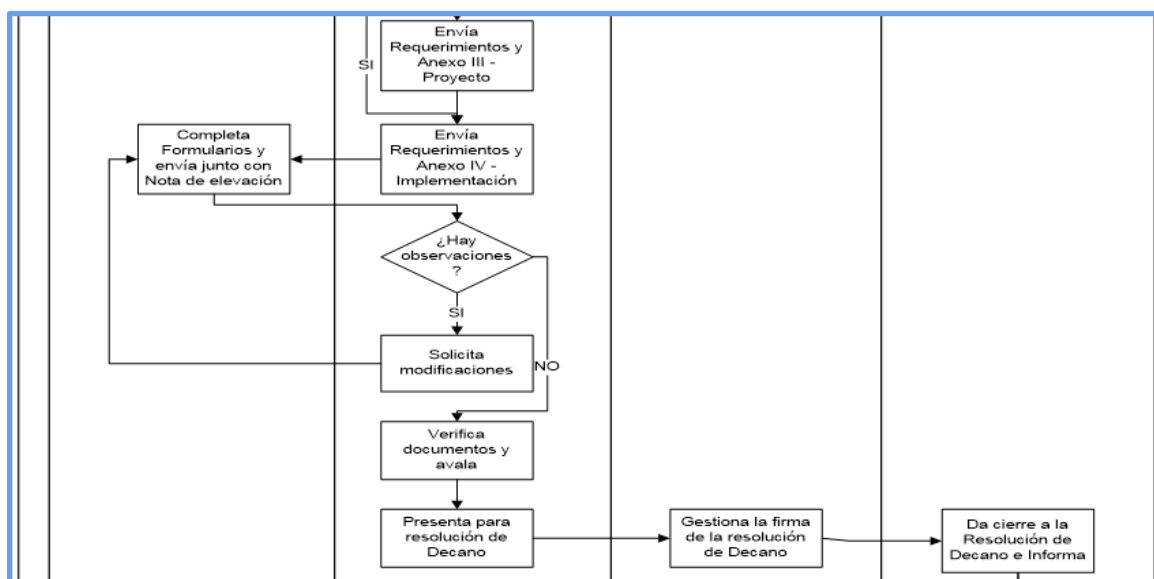 Envía
Requerimientos y
Anexo III -
Proyecto
SI
Completa
Formularios y
envía junto con
Nota de elevación
Envía
Requerimientos y
Anexo IV -
Implementación
¿Hay
observaciones
?
SI
Solicita
modificaciones
NO
Verifica
documentos y
avala
Presenta para
resolución de
Decano
Gestiona la firma
de la resolución
de Decano
Da cierre a la
Resolución de
Decano e Informa